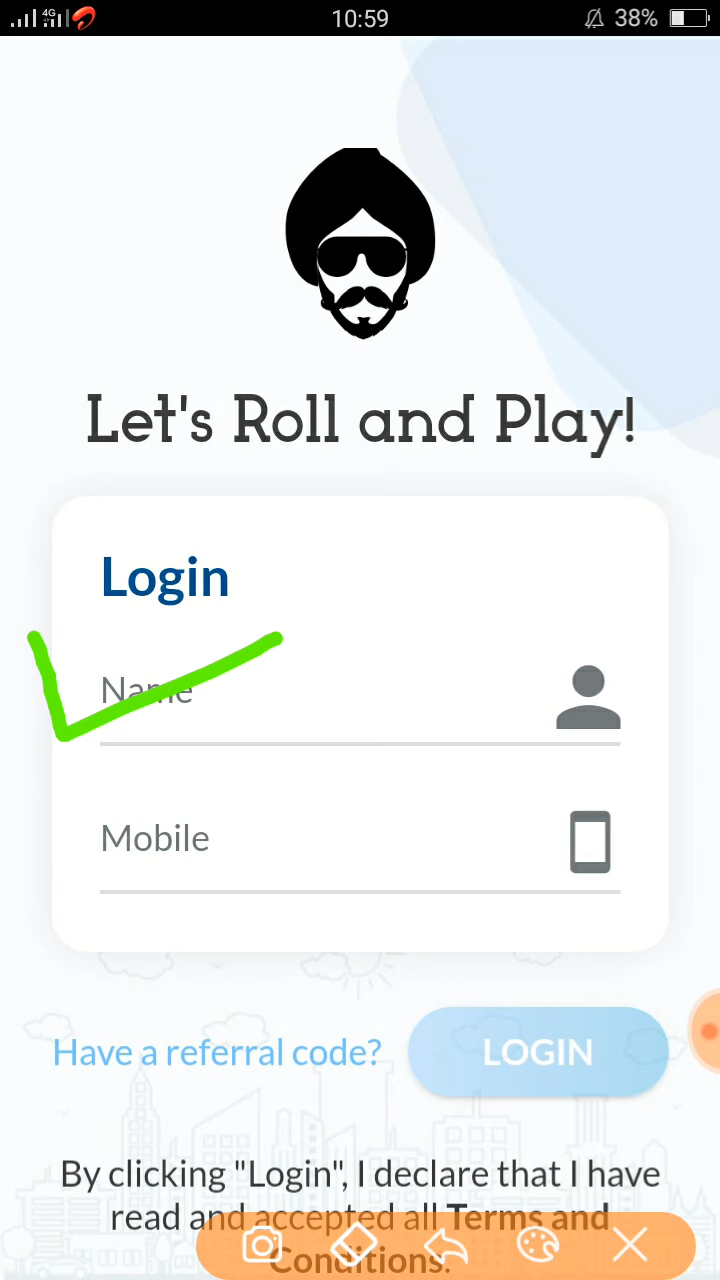 4G
10:59
38%
Let's Roll and Play!
Login
Name
Mobile
Have a referral code?
LOGIN
By clicking "Login", I declare that I have
read and accepted all Terms and
Conditions.